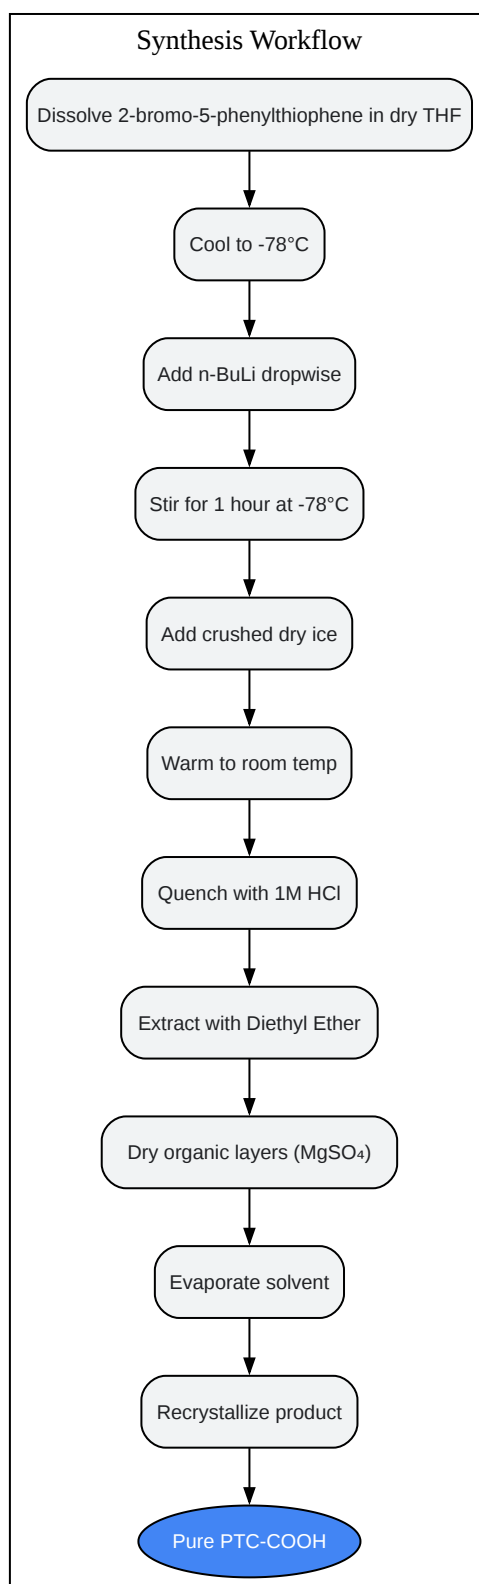 Synthesis Workflow
Dissolve 2-bromo-5-phenylthiophene in dry THF
Cool to -78°C
Add n-BuLi dropwise
Stir for 1 hour at -78°C
Add crushed dry ice
Warm to room temp
Quench with 1M HCl
Extract with Diethyl Ether
Dry organic layers (MgSO₄)
Evaporate solvent
Recrystallize product
Pure PTC-COOH